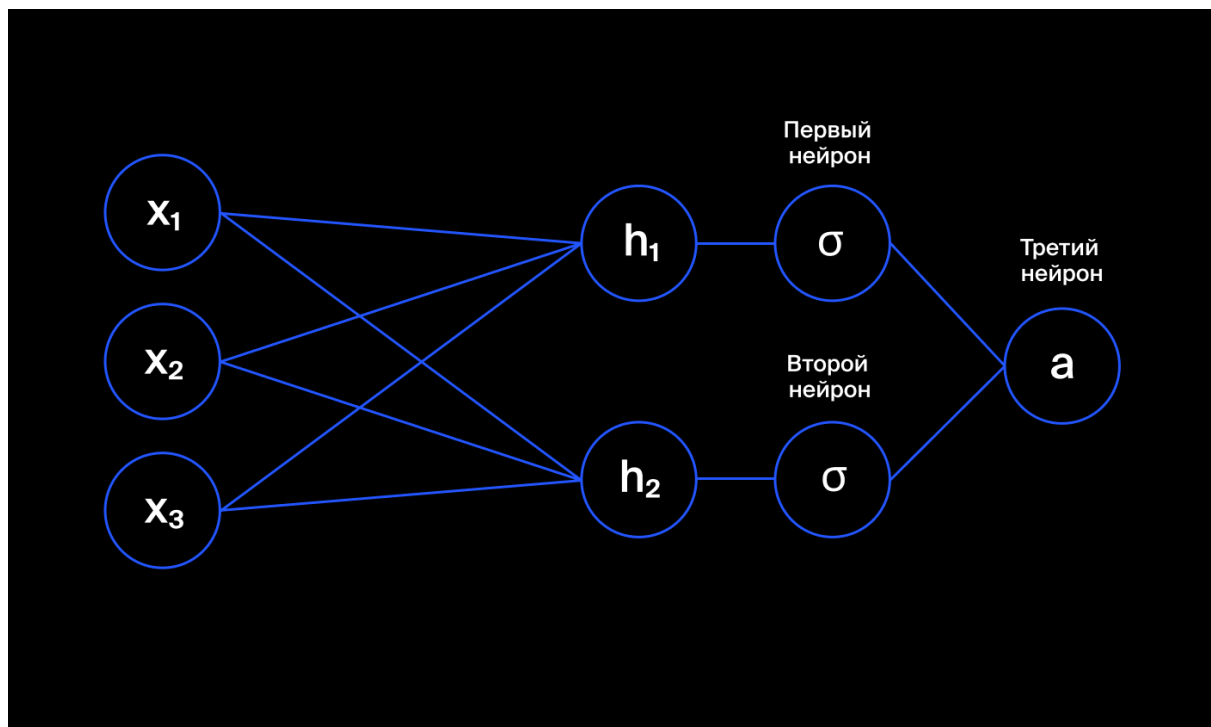 x₁
x₂
x₃
h₁
h₂
Первый
нейрон
σ
Второй
нейрон
σ
Третий
нейрон
a